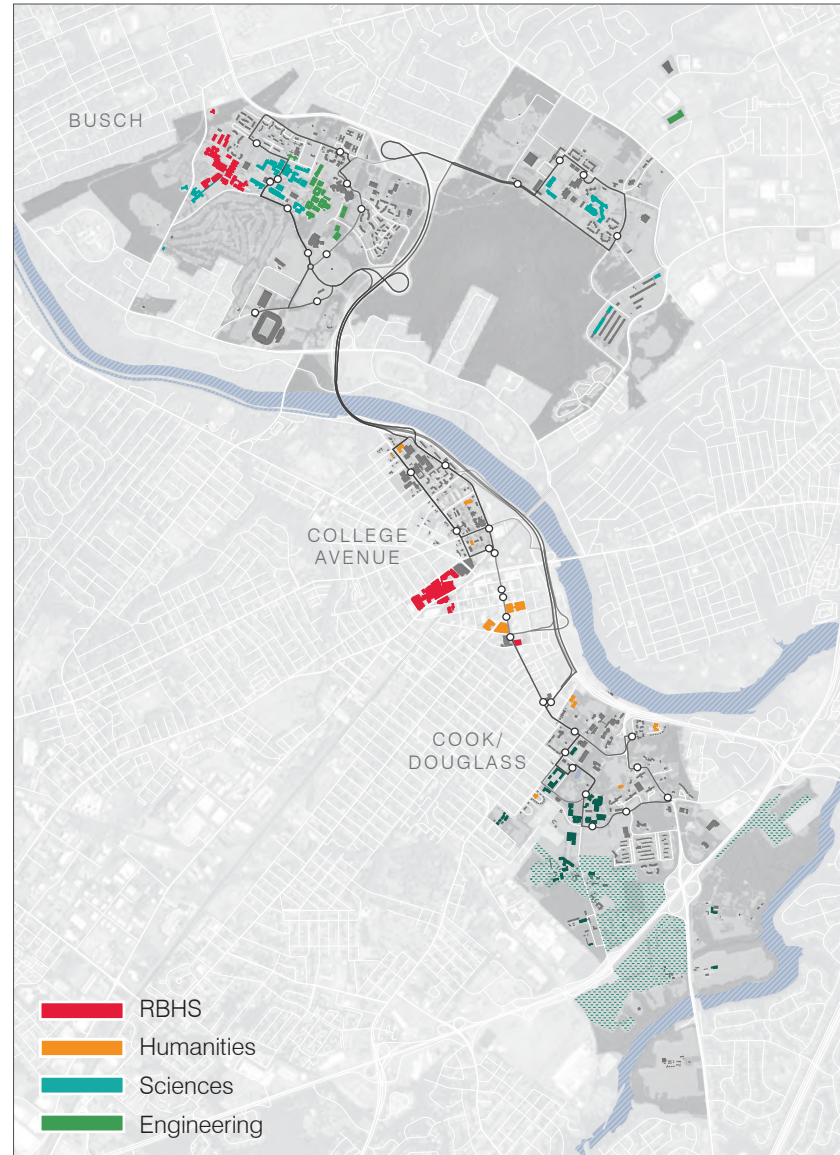 BUSCH
COLLEGE
AVENUE
COOK/
DOUGLASS
RBHS
Humanities
Sciences
Engineering